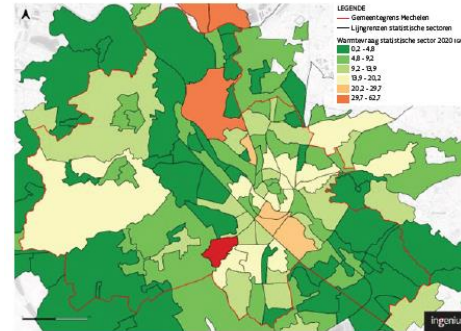 LEGENDE
Gemeentegrens Mechelen
Lijngrenzen statistische sectoren
Warmtevraag statistische sector 2020
0,2 - 4,8
4,8 - 9,2
9,2 - 13,9
13,9 - 20,2
20,2 - 29,7
29,7 - 62,7
ingeniu